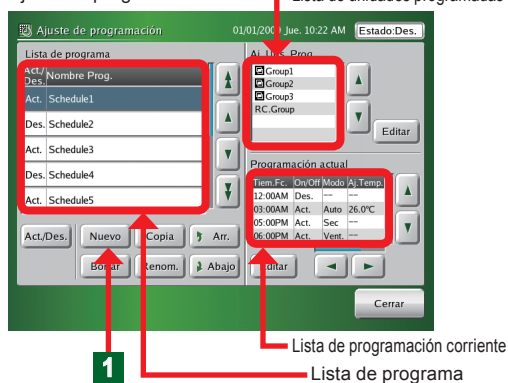 Lista de unidades programadas
Ajuste de programación
01/01/2009 Jue. 10:22 AM
Estado:Des.
Lista de programa
Act./Des.
Nombre Prog.
Act. Schedule1
Des. Schedule2
Act. Schedule3
Des. Schedule4
Act. Schedule5
Act./Des.
Nuevo
Copia
Arr.
Borrar
Renom.
Abajo
Aj. Uds. Prog.
Group1
Group2
Group3
RC.Group
Editar
Programación actual
Tiem.Fc. On/Off Modo Aj.Temp.
12:00AM Des. -- --
03:00AM Act. Auto 26.0°C
05:00PM Act. Sec --
06:00PM Act. Vent. --
Editar
Cerrar
Lista de programación corriente
1
Lista de programa